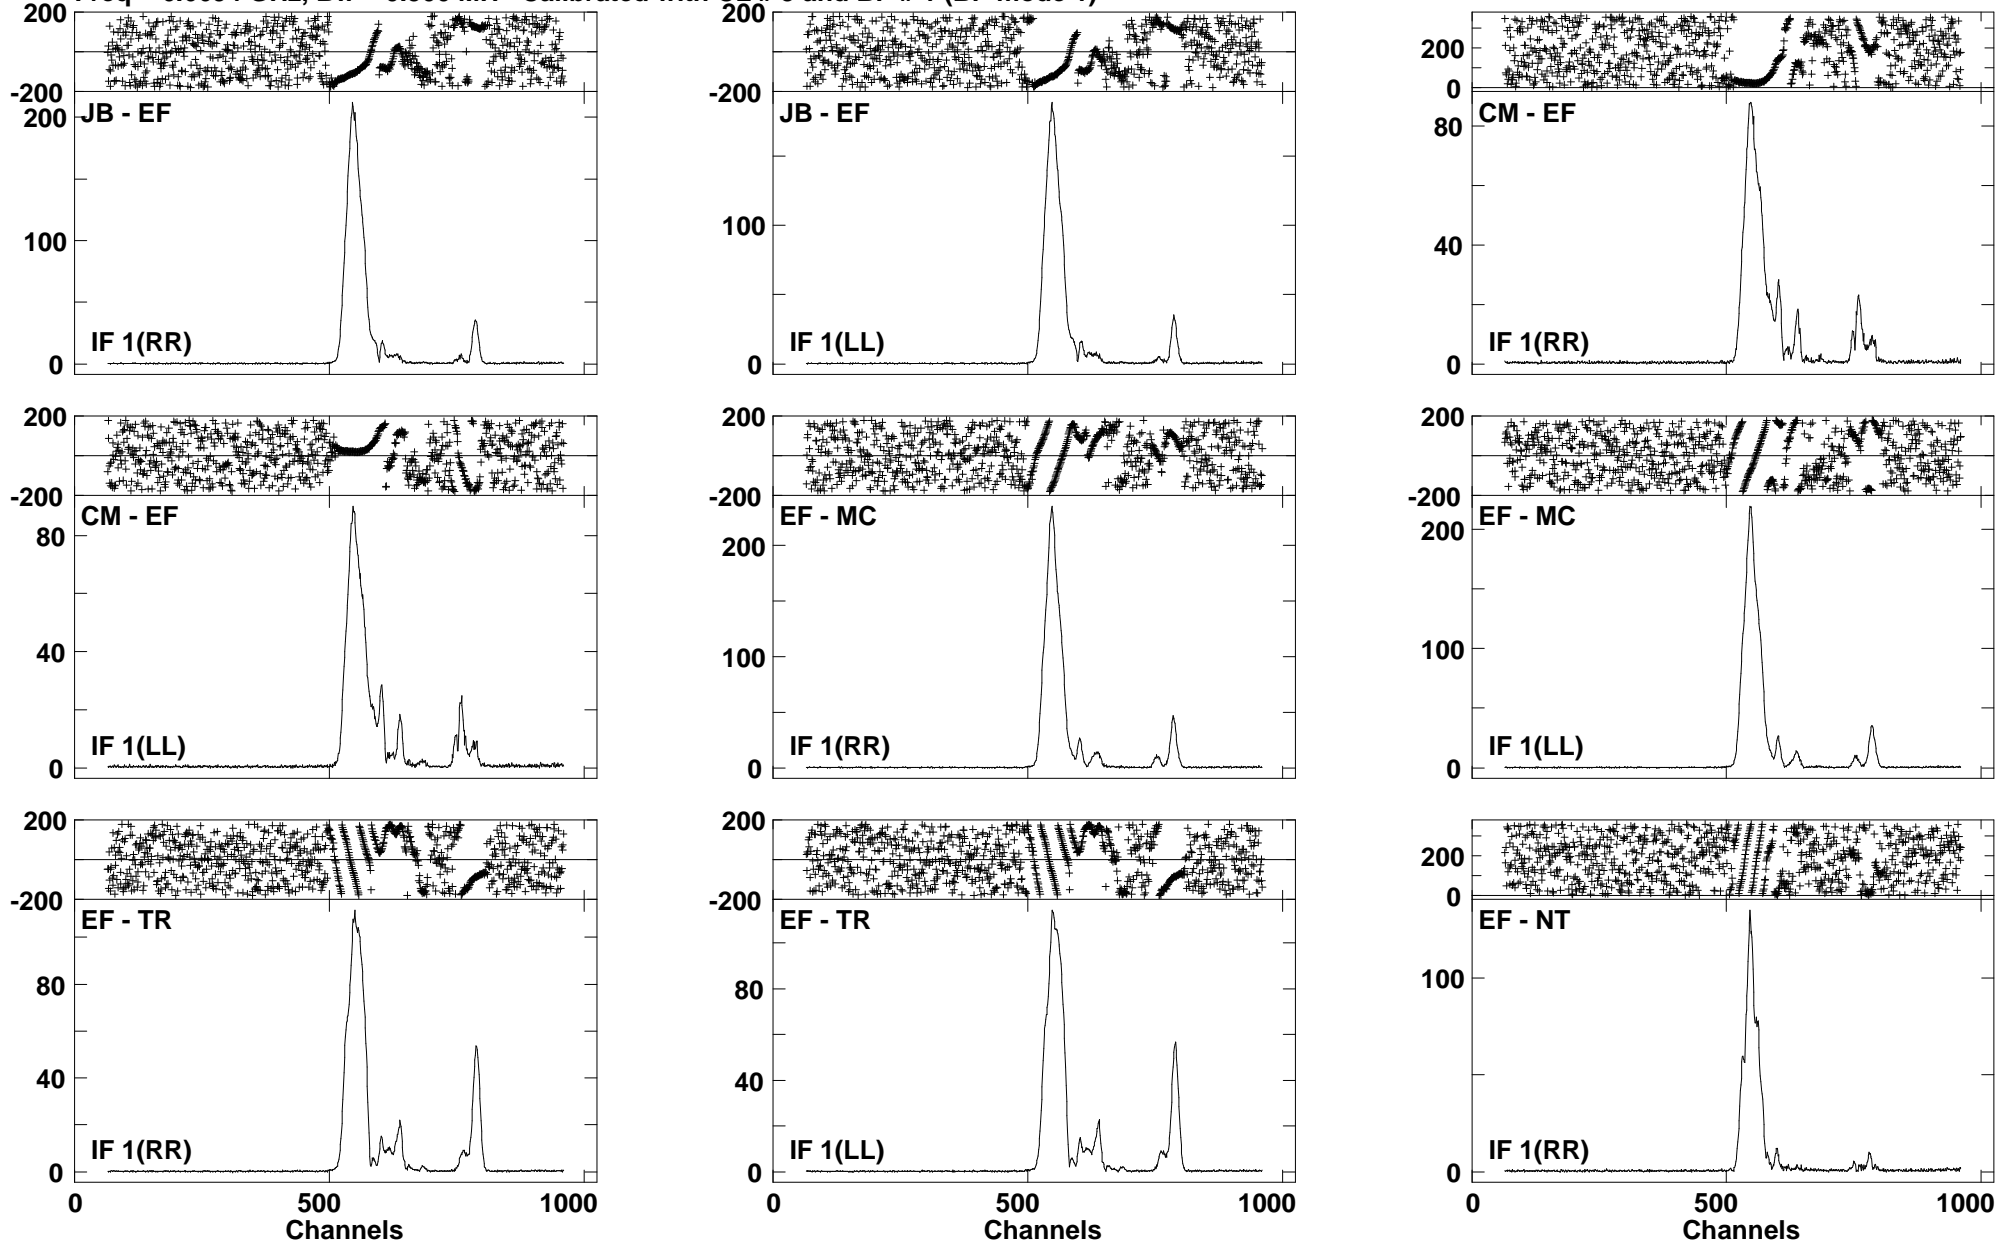 200 200
-200 -200
200 0
JB - EF JB - EF CM - EF
200 80
100 100 40
IF 1(RR) IF 1(LL) IF 1(RR)
0 0 0
200 200 200
-200 -200 -200
CM - EF EF - MC EF - MC
80 200 200
40 100 100
IF 1(LL) IF 1(RR) IF 1(LL)
0 0 0
200 200 200
-200 -200 0
EF - TR EF - TR EF - NT
80 80 100
40 40
IF 1(RR) IF 1(LL) IF 1(RR)
0 0 0
0 500 1000 0 500 1000 0 500 1000
Channels Channels Channels